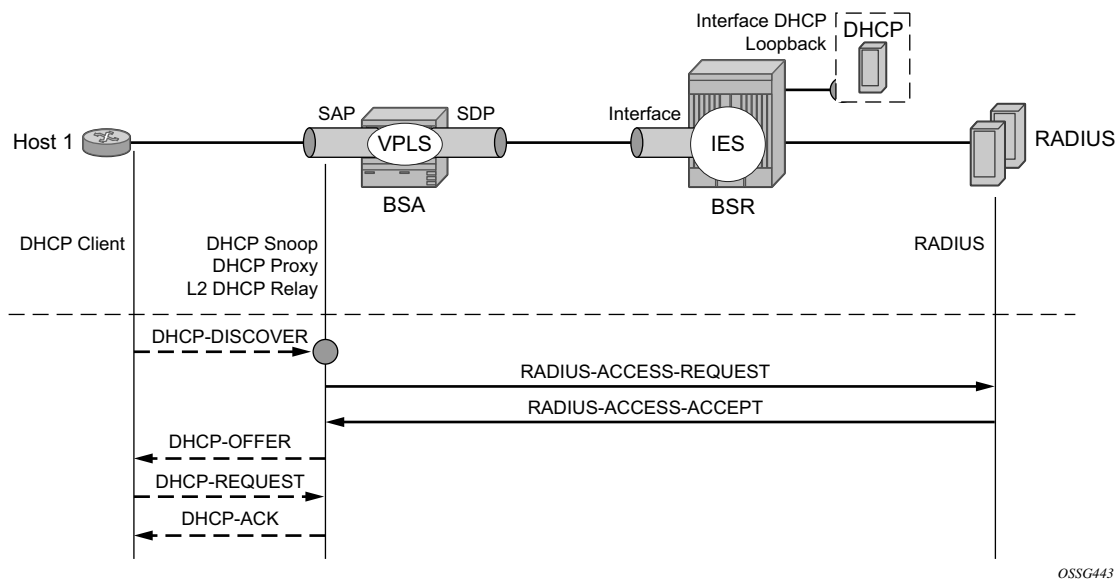 Interface DHCP
Loopback
DHCP
SAP
SDP
Interface
Host 1
VPLS
IES
RADIUS
BSA
BSR
DHCP Client
DHCP Snoop
DHCP Proxy
L2 DHCP Relay
RADIUS
DHCP-DISCOVER
RADIUS-ACCESS-REQUEST
RADIUS-ACCESS-ACCEPT
DHCP-OFFER
DHCP-REQUEST
DHCP-ACK
OSSG443